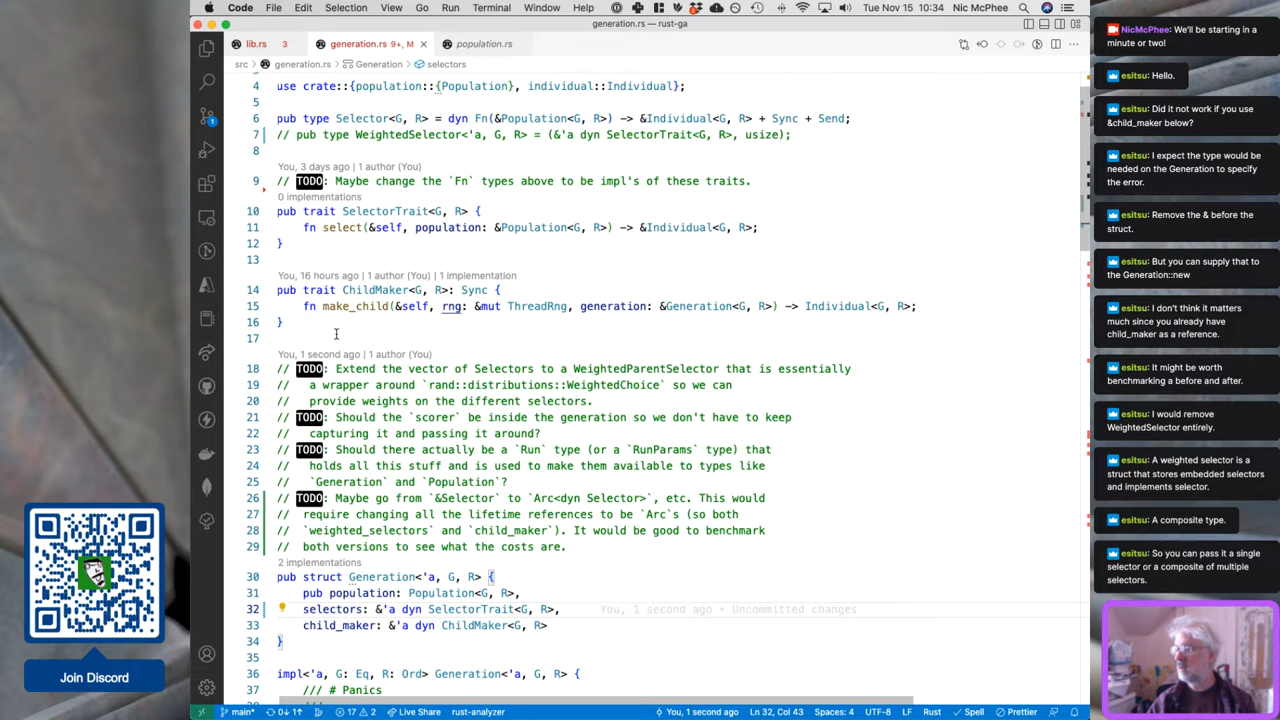 Code File Edit Selection View Go Run Terminal Window Help
Tue Nov 15 10:34 Nic McPhee
generation.rs — rust-ga
lib.rs 3
generation.rs 9+, M
population.rs
src > generation.rs > Generation > selectors
4 use crate::{population::{Population}, individual::Individual};
5
6 pub type Selector<G, R> = dyn Fn(&Population<G, R>) -> &Individual<G, R> + Sync + Send;
7 // pub type WeightedSelector<'a, G, R> = (&'a dyn SelectorTrait<G, R>, usize);
8
You, 3 days ago | 1 author (You)
9 // TODO: Maybe change the `Fn` types above to be impl's of these traits.
0 implementations
10 pub trait SelectorTrait<G, R> {
11 fn select(&self, population: &Population<G, R>) -> &Individual<G, R>;
12 }
13
You, 16 hours ago | 1 author (You) | 1 implementation
14 pub trait ChildMaker<G, R>: Sync {
15 fn make_child(&self, rng: &mut ThreadRng, generation: &Generation<G, R>) -> Individual<G, R>;
16 }
17
You, 1 second ago | 1 author (You)
18 // TODO: Extend the vector of Selectors to a WeightedParentSelector that is essentially
19 // a wrapper around `rand::distributions::WeightedChoice` so we can
20 // provide weights on the different selectors.
21 // TODO: Should the `scorer` be inside the generation so we don't have to keep
22 // capturing it and passing it around?
23 // TODO: Should there actually be a `Run` type (or a `RunParams` type) that
24 // holds all this stuff and is used to make them available to types like
25 // `Generation` and `Population`?
26 // TODO: Maybe go from `&Selector` to `Arc<dyn Selector>`, etc. This would
27 // require changing all the lifetime references to be `Arc`s (so both
28 // `weighted_selectors` and `child_maker`). It would be good to benchmark
29 // both versions to see what the costs are.
2 implementations
30 pub struct Generation<'a, G, R> {
31 pub population: Population<G, R>,
32 selectors: &'a dyn SelectorTrait<G, R>, You, 1 second ago • Uncommitted changes
33 child_maker: &'a dyn ChildMaker<G, R>
34 }
35
36 impl<'a, G: Eq, R: Ord> Generation<'a, G, R> {
37 /// # Panics
main* 0↓ 1↑ 17 2 Live Share rust-analyzer You, 1 second ago Ln 32, Col 43 Spaces: 4 UTF-8 LF Rust Spell Prettier
Join Discord
NicMcPhee: We'll be starting in a minute or two!
esitsu: Hello.
esitsu: Did it not work if you use &child_maker below?
esitsu: I expect the type would be needed on the Generation to specify the error.
esitsu: Remove the & before the struct.
esitsu: But you can supply that to the Generation::new
esitsu: I don't think it matters much since you already have child_maker as a reference.
esitsu: It might be worth benchmarking a before and after.
esitsu: I would remove WeightedSelector entirely.
esitsu: A weighted selector is a struct that stores embedded selectors and implements selector.
esitsu: A composite type.
esitsu: So you can pass it a single selector or a composite of multiple selectors.